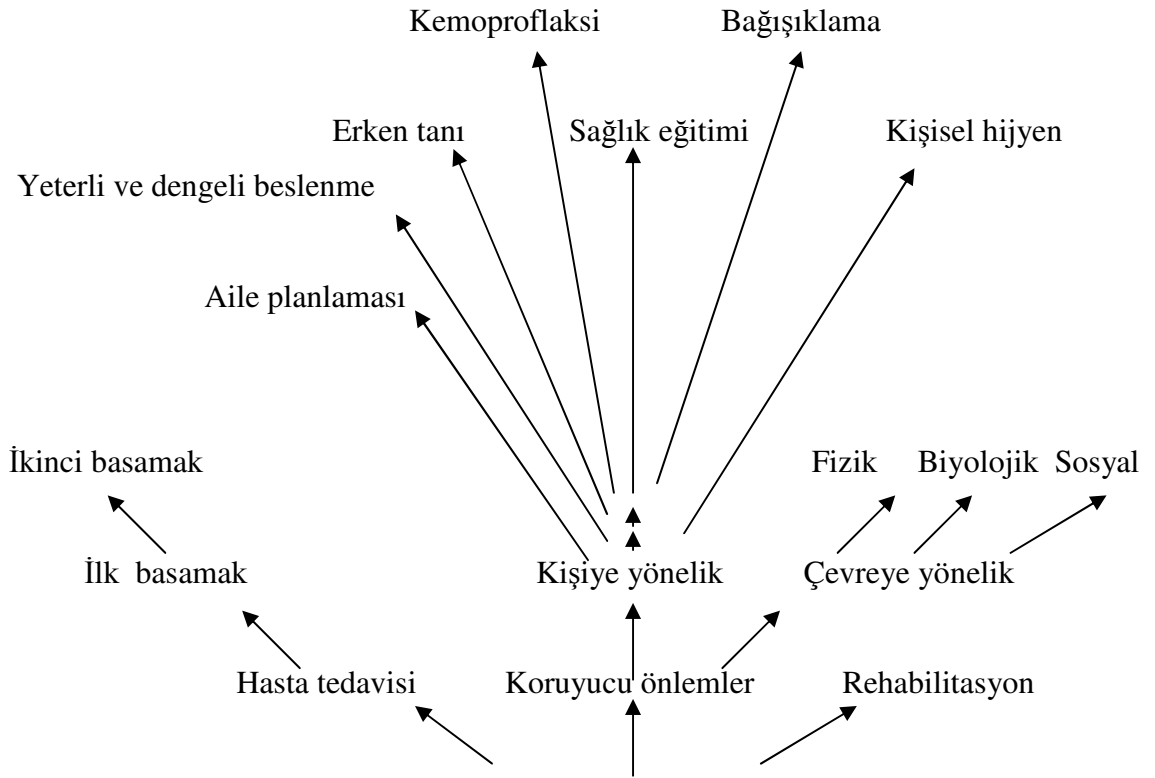 Kemoproflaksi Bağışıklama
Erken tanı Sağlık eğitimi Kişisel hijyen
Yeterli ve dengeli beslenme
Aile planlaması
İkinci basamak Fizik Biyolojik Sosyal
İlk basamak Kişiye yönelik Çevreye yönelik
Hasta tedavisi Koruyucu önlemler Rehabilitasyon